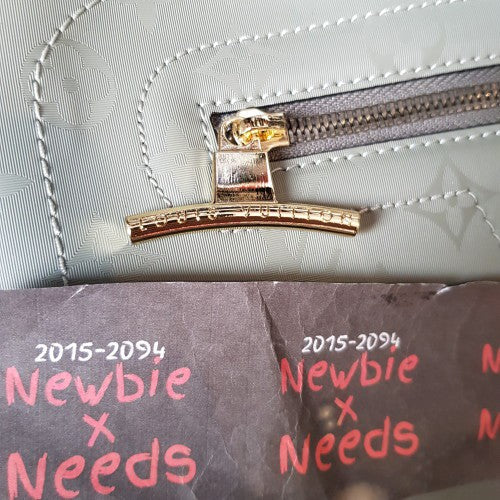 LOUIS VUITTON
2015-2094 2015-2094
Newbie Newbie N
x x
Needs Needs N